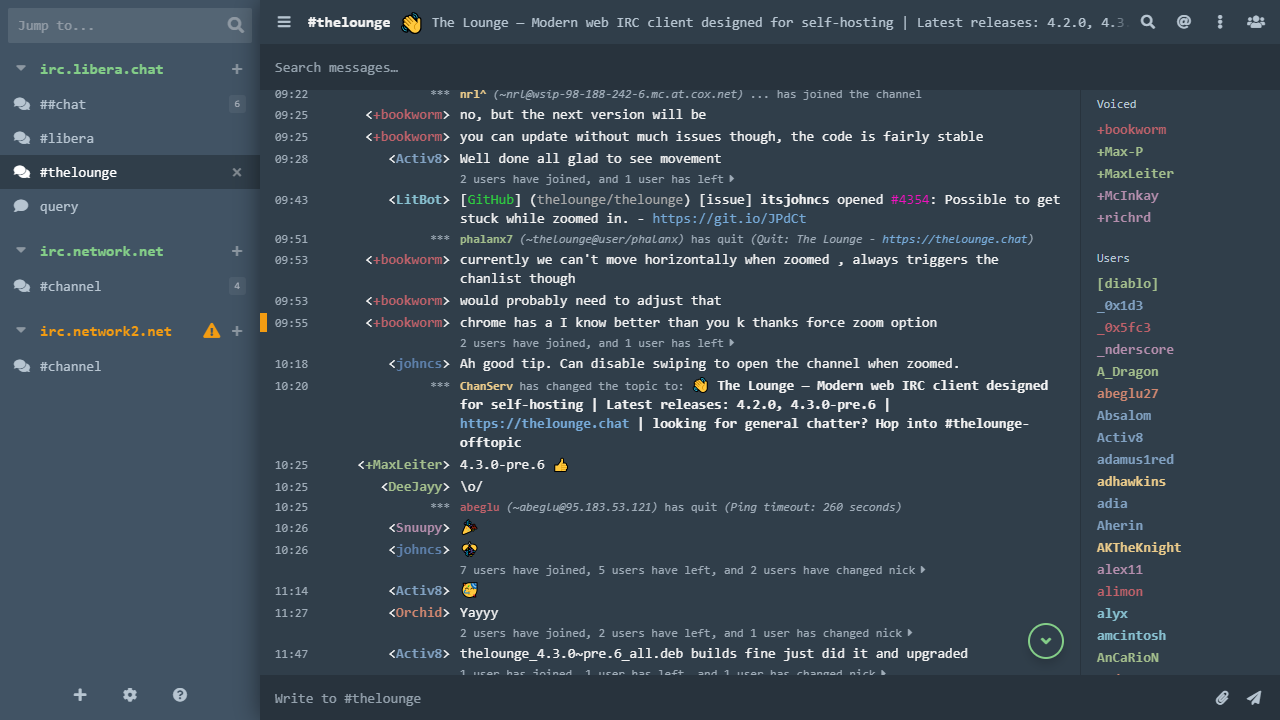 Jump to...
irc.libera.chat
##chat 6
#libera
#thelounge
query
irc.network.net
#channel 4
irc.network2.net
#channel
#thelounge 👋 The Lounge — Modern web IRC client designed for self-hosting | Latest releases: 4.2.0, 4.3.
Search messages…
09:22 *** nrl^ (~nrl@wsip-98-188-242-6.mc.at.cox.net) ... has joined the channel
09:25 <+bookworm> no, but the next version will be
09:25 <+bookworm> you can update without much issues though, the code is fairly stable
09:28 <Activ8> Well done all glad to see movement
2 users have joined, and 1 user has left
09:43 <LitBot> [GitHub] (thelounge/thelounge) [issue] itsjohncs opened #4354: Possible to get
stuck while zoomed in. - https://git.io/JPdCt
09:51 *** phalanx7 (~thelounge@user/phalanx) has quit (Quit: The Lounge - https://thelounge.chat)
09:53 <+bookworm> currently we can't move horizontally when zoomed , always triggers the
chanlist though
09:53 <+bookworm> would probably need to adjust that
09:55 <+bookworm> chrome has a I know better than you k thanks force zoom option
2 users have joined, and 1 user has left
10:18 <johncs> Ah good tip. Can disable swiping to open the channel when zoomed.
10:20 *** ChanServ has changed the topic to: 👋 The Lounge — Modern web IRC client designed
for self-hosting | Latest releases: 4.2.0, 4.3.0-pre.6 |
https://thelounge.chat | looking for general chatter? Hop into #thelounge-
offtopic
10:25 <+MaxLeiter> 4.3.0-pre.6 👍
10:25 <DeeJayy> \o/
10:25 *** abeglu (~abeglu@95.183.53.121) has quit (Ping timeout: 260 seconds)
10:26 <Snuupy>
10:26 <johncs>
7 users have joined, 5 users have left, and 2 users have changed nick
11:14 <Activ8>
11:27 <Orchid> Yayyy
2 users have joined, 2 users have left, and 1 user has changed nick
11:47 <Activ8> thelounge_4.3.0~pre.6_all.deb builds fine just did it and upgraded
1 user has joined, 1 user has left, and 1 user has changed nick
Write to #thelounge
Voiced
+bookworm
+Max-P
+MaxLeiter
+McInkay
+richrd
Users
[diablo]
_0x1d3
_0x5fc3
_nderscore
A_Dragon
abeglu27
Absalom
Activ8
adamus1red
adhawkins
adia
Aherin
AKTheKnight
alex11
alimon
alyx
amcintosh
AnCaRioN